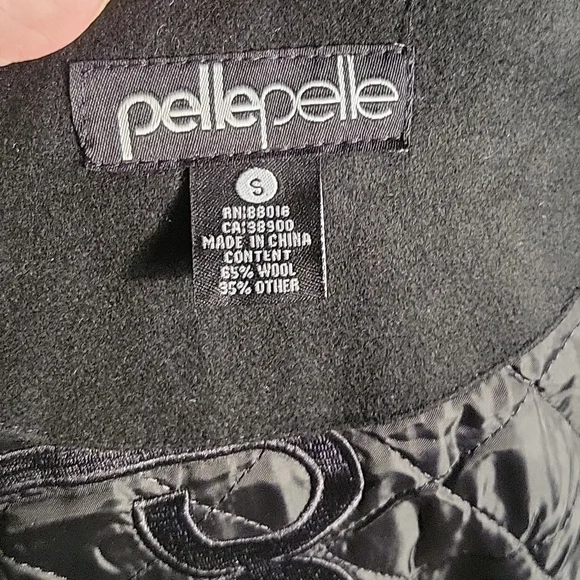 pellepelle
S
RN:88016
CA:38900
MADE IN CHINA
CONTENT
65% WOOL
35% OTHER